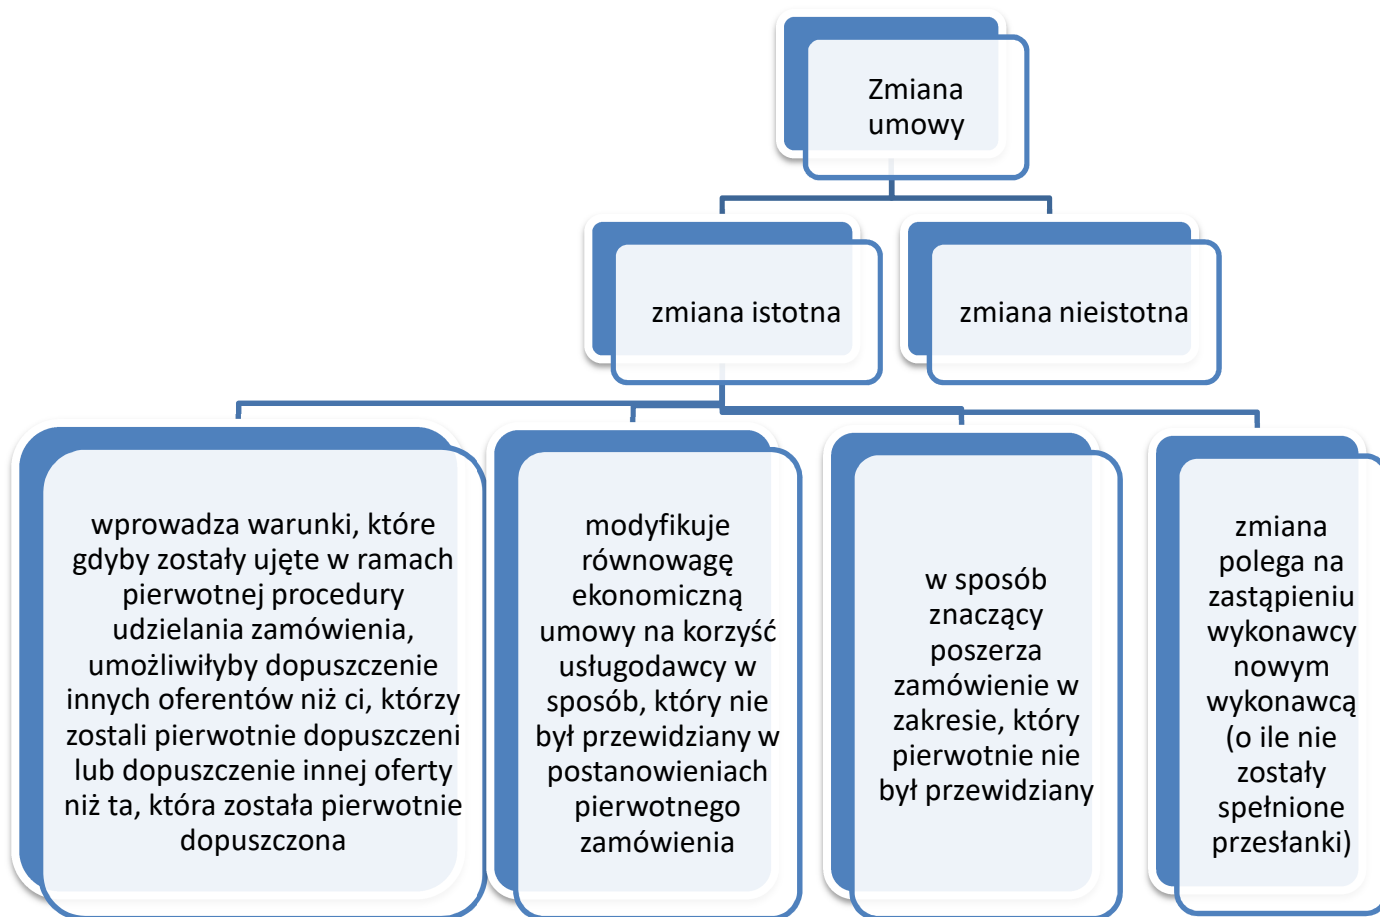 Zmiana
umowy
zmiana istotna
zmiana nieistotna
wprowadza warunki, które
gdyby zostały ujęte w ramach
pierwotnej procedury
udzielania zamówienia,
umożliwiłyby dopuszczenie
innych oferentów niż ci, którzy
zostali pierwotnie dopuszczeni
lub dopuszczenie innej oferty
niż ta, która została pierwotnie
dopuszczona
modyfikuje
równowagę
ekonomiczną
umowy na korzyść
usługodawcy w
sposób, który nie
był przewidziany w
postanowieniach
pierwotnego
zamówienia
w sposób
znaczący
poszerza
zamówienie w
zakresie, który
pierwotnie nie
był przewidziany
zmiana
polega na
zastąpieniu
wykonawcy
nowym
wykonawcą
(o ile nie
zostały
spełnione
przesłanki)